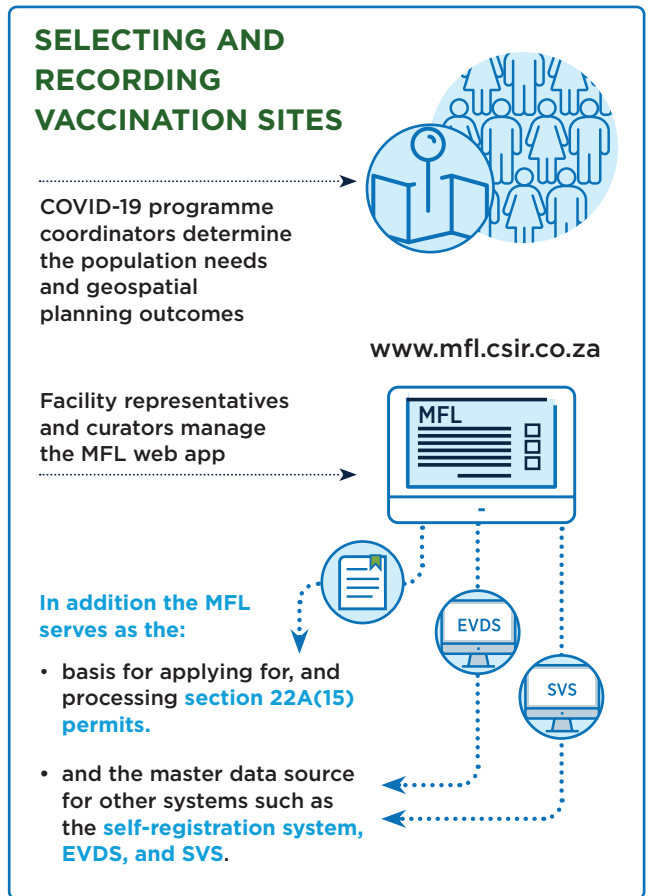 SELECTING AND
RECORDING
VACCINATION SITES
COVID-19 programme
coordinators determine
the population needs
and geospatial
planning outcomes
www.mfl.csir.co.za
Facility representatives
and curators manage
the MFL web app
MFL
In addition the MFL
serves as the:
EVDS
SVS
• basis for applying for, and
processing section 22A(15)
permits.
• and the master data source
for other systems such as
the self-registration system,
EVDS, and SVS.